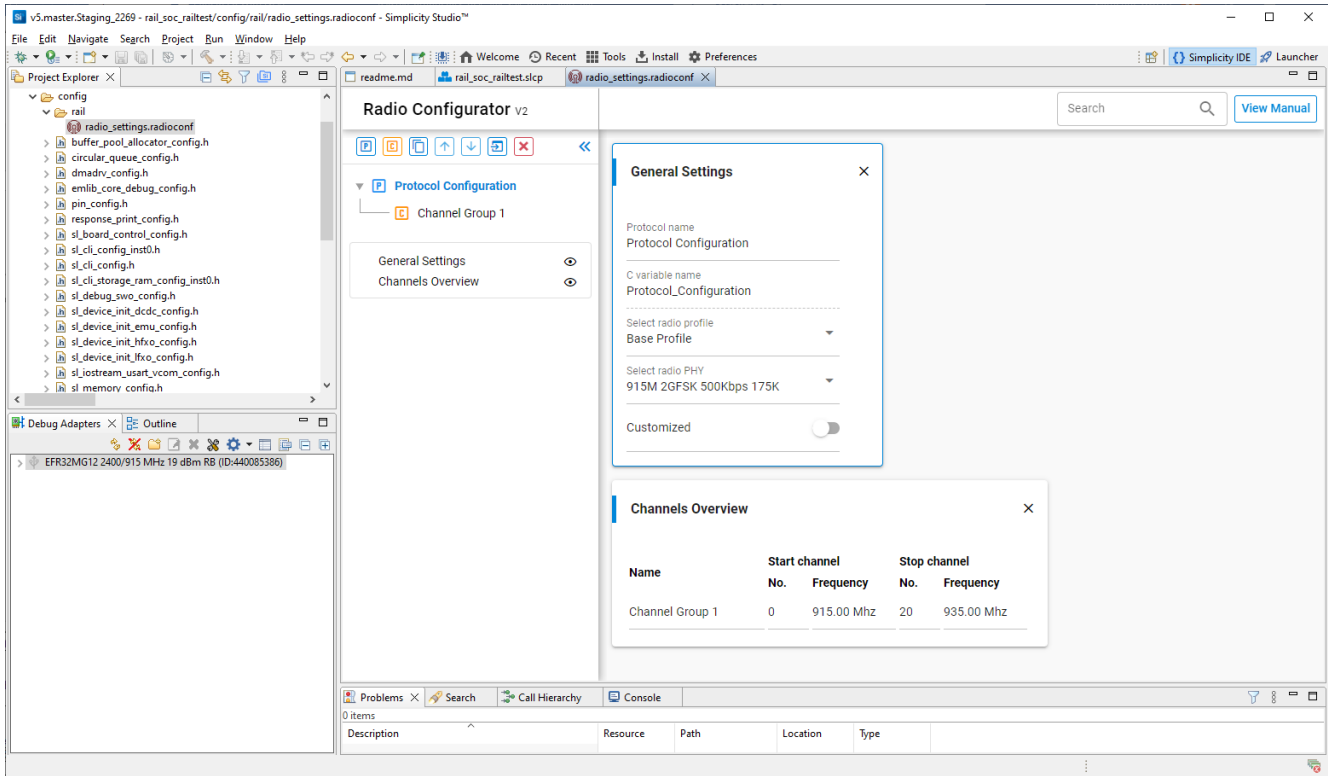 v5.master.Staging_2269 - rail_soc_railtest/config/rail/radio_settings.radioconf - Simplicity Studio™
File Edit Navigate Search Project Run Window Help
Welcome Recent Tools Install Preferences
Simplicity IDE Launcher
Project Explorer
config
rail
radio_settings.radioconf
buffer_pool_allocator_config.h
circular_queue_config.h
dmadrv_config.h
emlib_core_debug_config.h
pin_config.h
response_print_config.h
sl_board_control_config.h
sl_cli_config_inst0.h
sl_cli_config.h
sl_cli_storage_ram_config_inst0.h
sl_debug_swo_config.h
sl_device_init_dcdc_config.h
sl_device_init_emu_config.h
sl_device_init_hfxo_config.h
sl_device_init_lfxo_config.h
sl_iostream_usart_vcom_config.h
sl_memory_config.h
Debug Adapters Outline
EFR32MG12 2400/915 MHz 19 dBm RB (ID:440085386)
readme.md rail_soc_railtest.slcp radio_settings.radioconf
Radio Configurator V2
Search
View Manual
Protocol Configuration
Channel Group 1
General Settings
Channels Overview
General Settings
Protocol name
Protocol Configuration
C variable name
Protocol_Configuration
Select radio profile
Base Profile
Select radio PHY
915M 2GFSK 500Kbps 175K
Customized
Channels Overview
Name Start channel Stop channel
No. Frequency No. Frequency
Channel Group 1 0 915.00 Mhz 20 935.00 Mhz
Problems Search Call Hierarchy Console
0 items
Description Resource Path Location Type